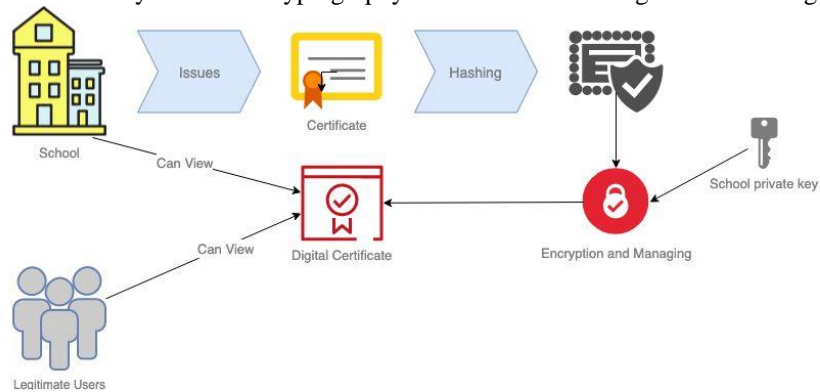 Issues
Hashing
Certificate
School
School private key
Can View
Can View
Digital Certificate
Encryption and Managing
Legitimate Users